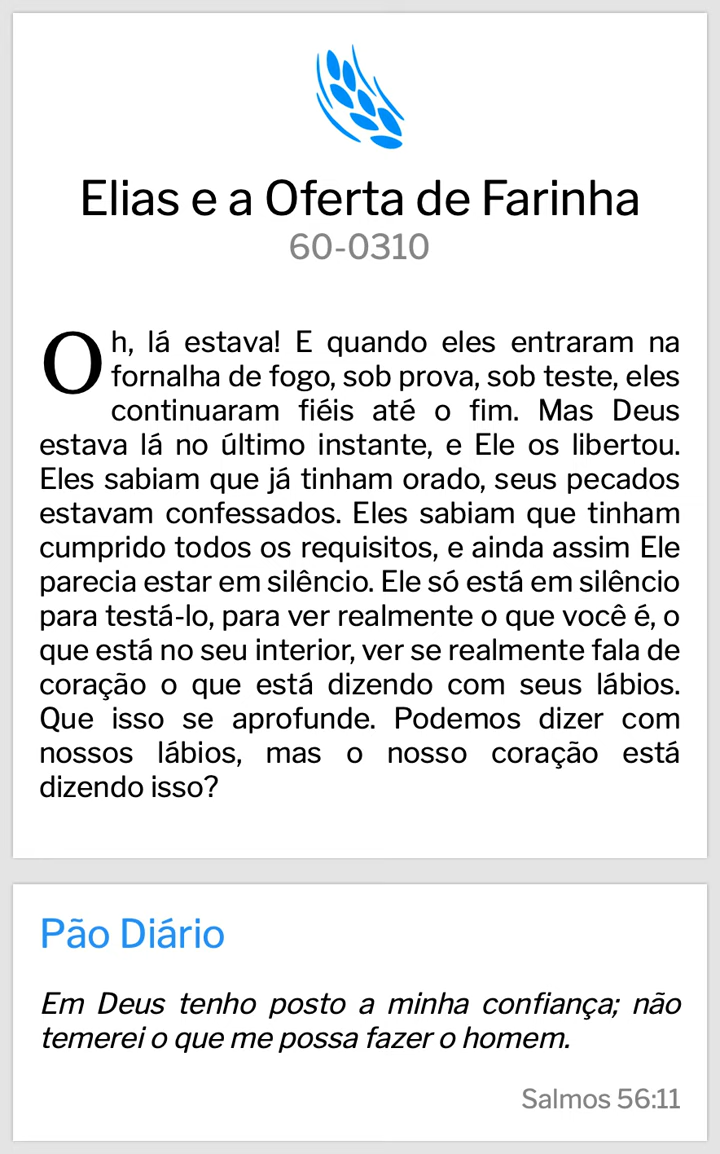 Elias e a Oferta de Farinha
60-0310
Oh, lá estava! E quando eles entraram na
fornalha de fogo, sob prova, sob teste, eles
continuaram fiéis até o fim. Mas Deus
estava lá no último instante, e Ele os libertou.
Eles sabiam que já tinham orado, seus pecados
estavam confessados. Eles sabiam que tinham
cumprido todos os requisitos, e ainda assim Ele
parecia estar em silêncio. Ele só está em silêncio
para testá-lo, para ver realmente o que você é, o
que está no seu interior, ver se realmente fala de
coração o que está dizendo com seus lábios.
Que isso se aprofunde. Podemos dizer com
nossos lábios, mas o nosso coração está
dizendo isso?
Pão Diário
Em Deus tenho posto a minha confiança; não
temerei o que me possa fazer o homem.
Salmos 56:11